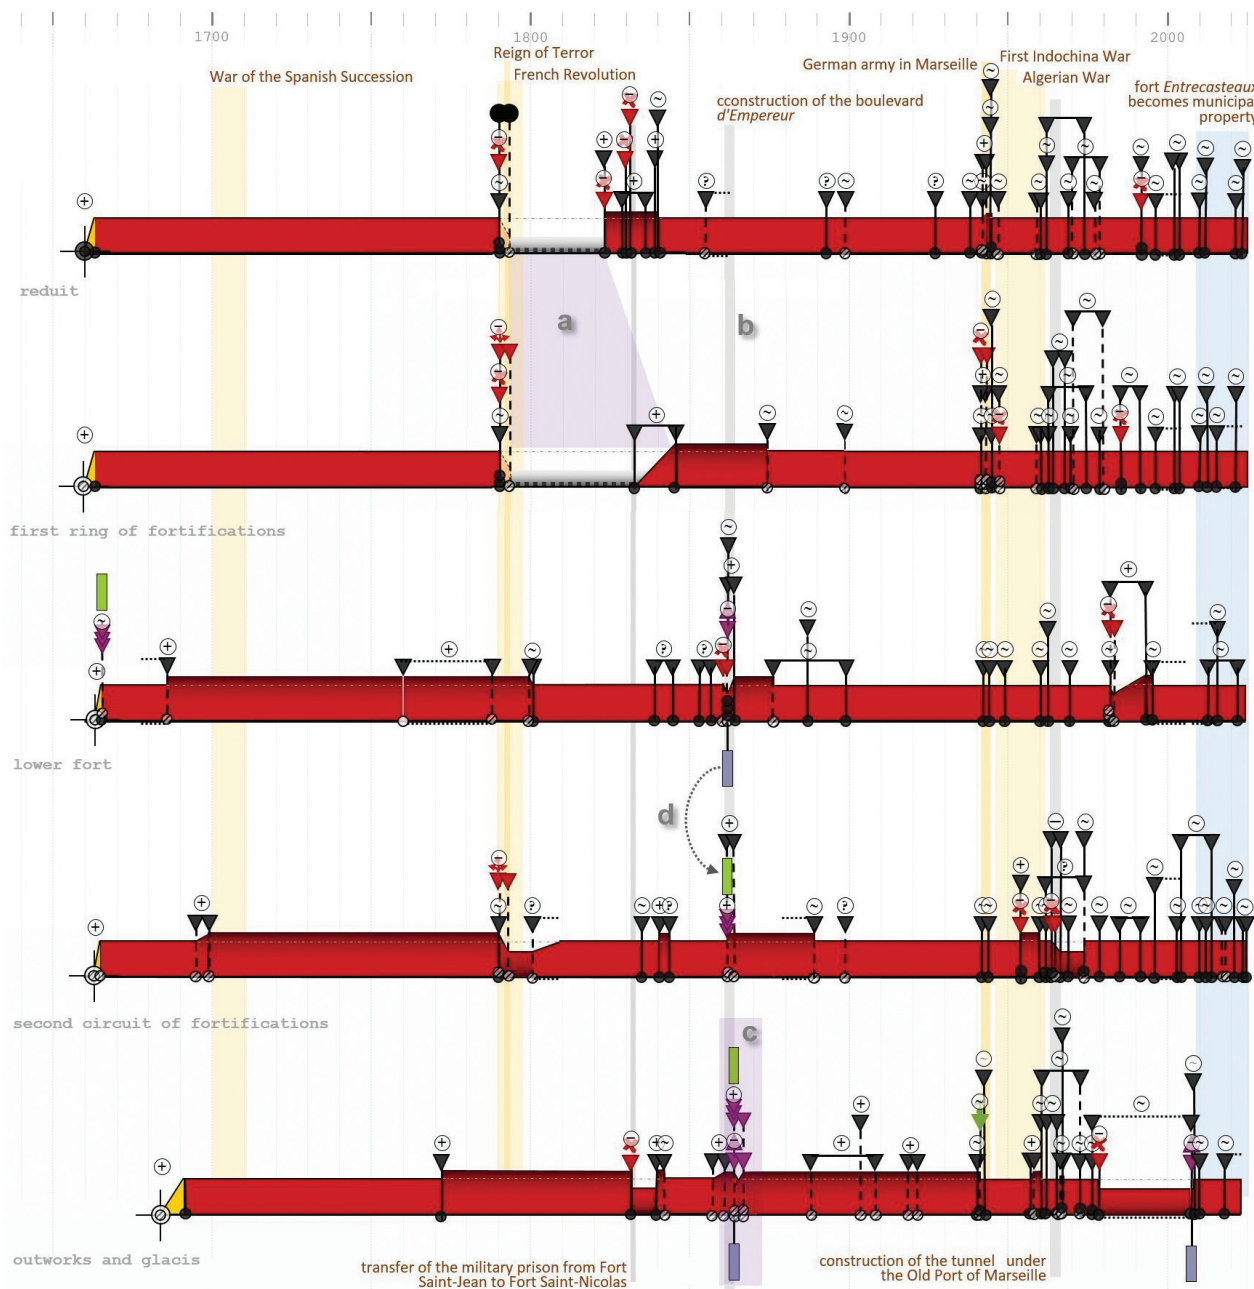 1700
1800
1900
2000
Reign of Terror
French Revolution
War of the Spanish Succession
German army in Marseille
First Indochina War
Algerian War
cconstruction of the boulevard
d'Empereur
fort Entrecasteaux
becomes municipa
property
reduit
a
b
first ring of fortifications
lower fort
d
second circuit of fortifications
c
outworks and glacis
transfer of the military prison from Fort
Saint-Jean to Fort Saint-Nicolas
construction of the tunnel under
the Old Port of Marseille